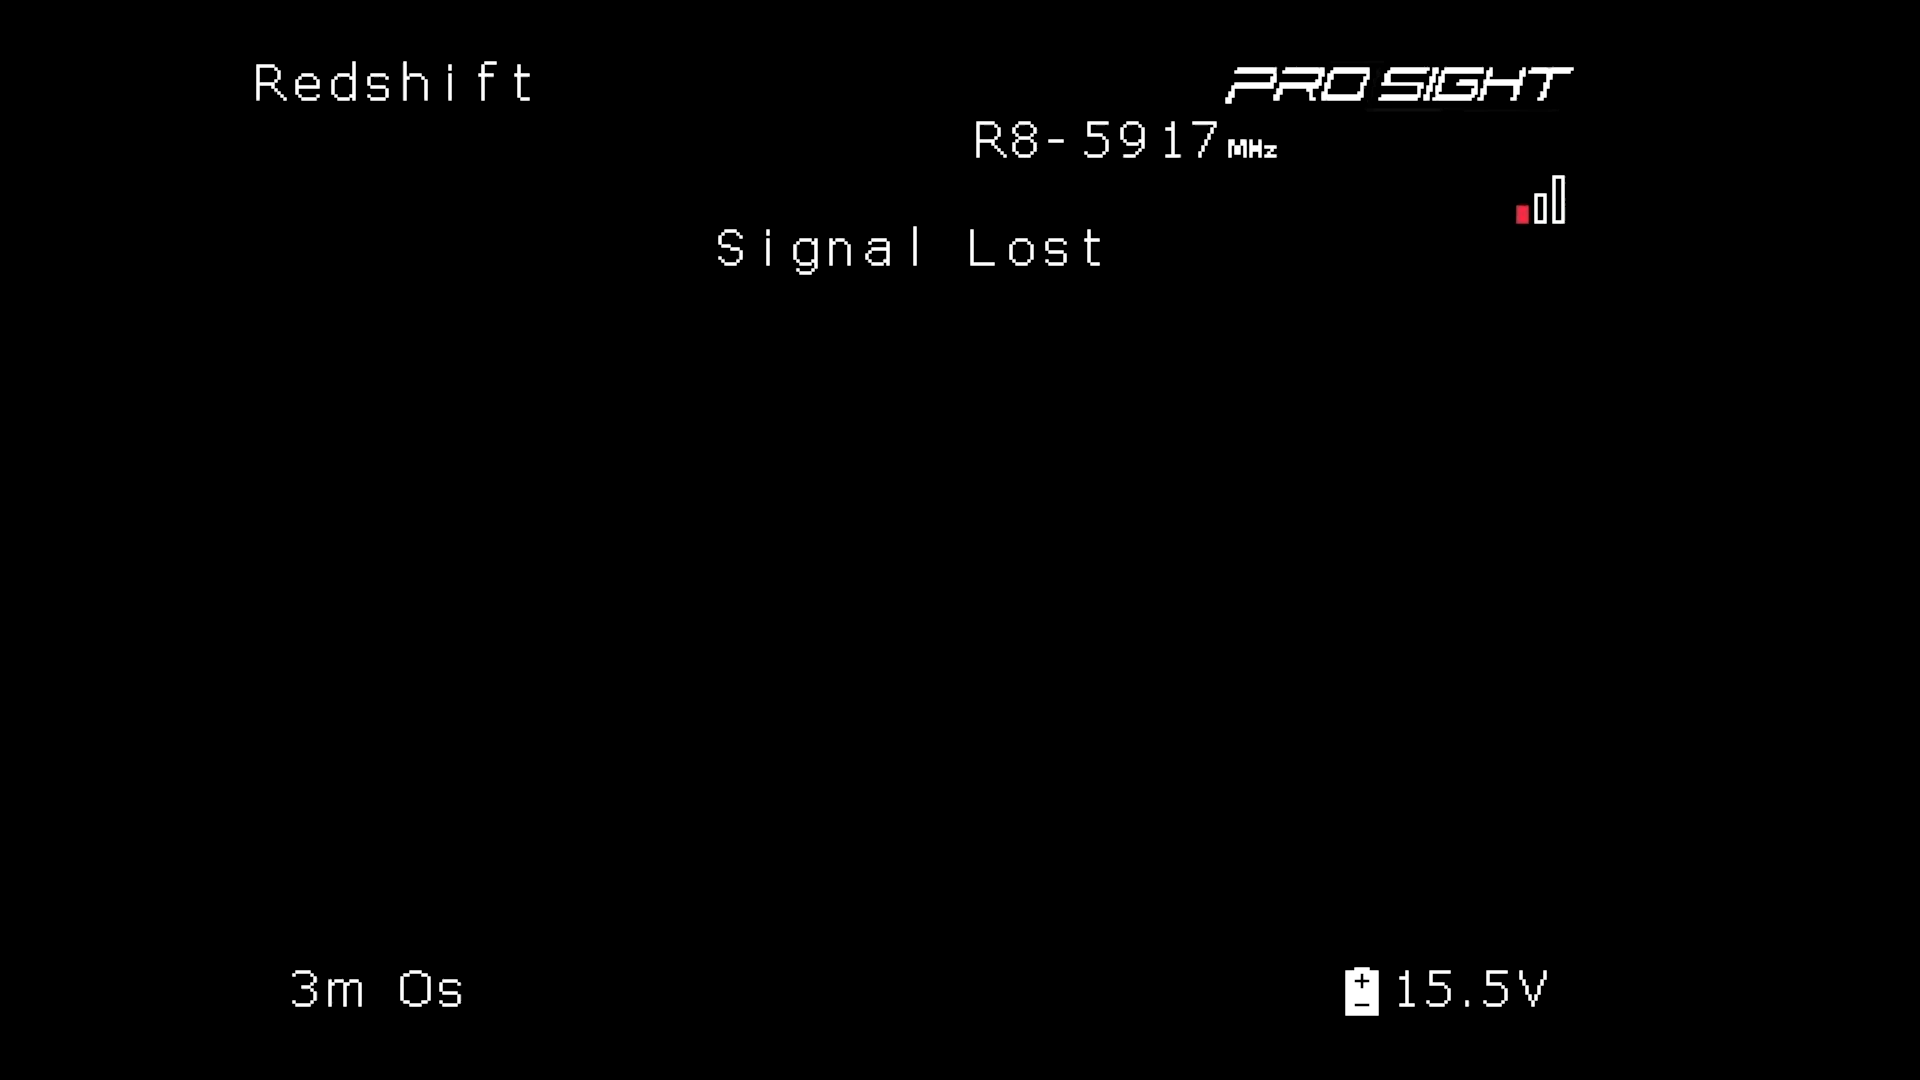 Redshift
PRO SIGHT
R8-5917MHz
Signal Lost
3m 0s
15.5V